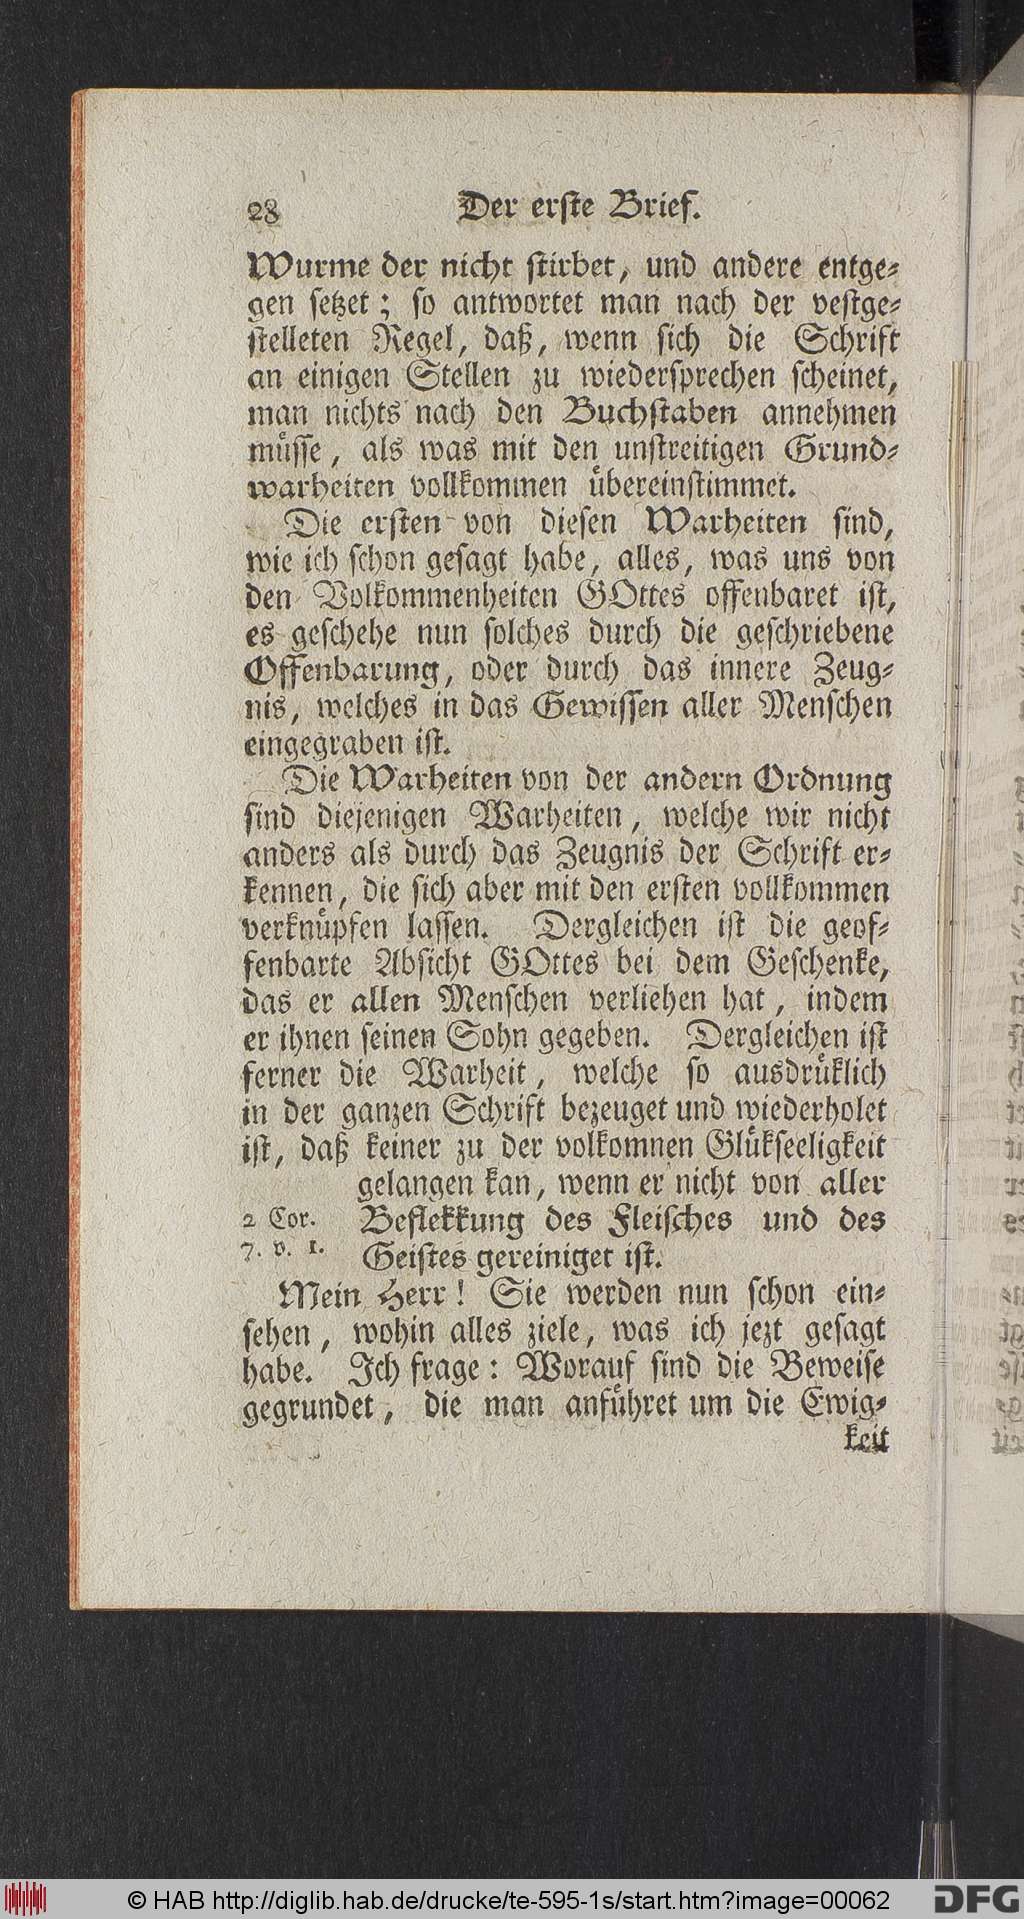 28 Der erste Brief.
Wurme der nicht stirbet, und andere entge-
gen setzet; so antwortet man nach der vestge-
stelleten Regel, daß, wenn sich die Schrift
an einigen Stellen zu wiedersprechen scheinet,
man nichts nach den Buchstaben annehmen
müsse, als was mit den unstreitigen Grund-
warheiten vollkommen übereinstimmet.
Die ersten von diesen Warheiten sind,
wie ich schon gesagt habe, alles, was uns von
den Volkommenheiten GOttes offenbaret ist,
es geschehe nun solches durch die geschriebene
Offenbarung, oder durch das innere Zeug-
nis, welches in das Gewissen aller Menschen
eingegraben ist.
Die Warheiten von der andern Ordnung
sind diejenigen Warheiten, welche wir nicht
anders als durch das Zeugnis der Schrift er-
kennen, die sich aber mit den ersten vollkommen
verknüpfen lassen. Dergleichen ist die geof-
fenbarte Absicht GOttes bei dem Geschenke,
das er allen Menschen verliehen hat, indem
er ihnen seinen Sohn gegeben. Dergleichen ist
ferner die Warheit, welche so ausdrüklich
in der ganzen Schrift bezeuget und wiederholet
ist, daß keiner zu der volkomnen Glükseeligkeit
gelangen kan, wenn er nicht von aller
2 Cor. Beflekkung des Fleisches und des
7. v. 1. Geistes gereiniget ist.
Mein Herr! Sie werden nun schon ein-
sehen, wohin alles ziele, was ich jezt gesagt
habe. Ich frage: Worauf sind die Beweise
gegrundet, die man anführet um die Ewig-
keit
© HAB http://diglib.hab.de/drucke/te-595-1s/start.htm?image=00062
DFG